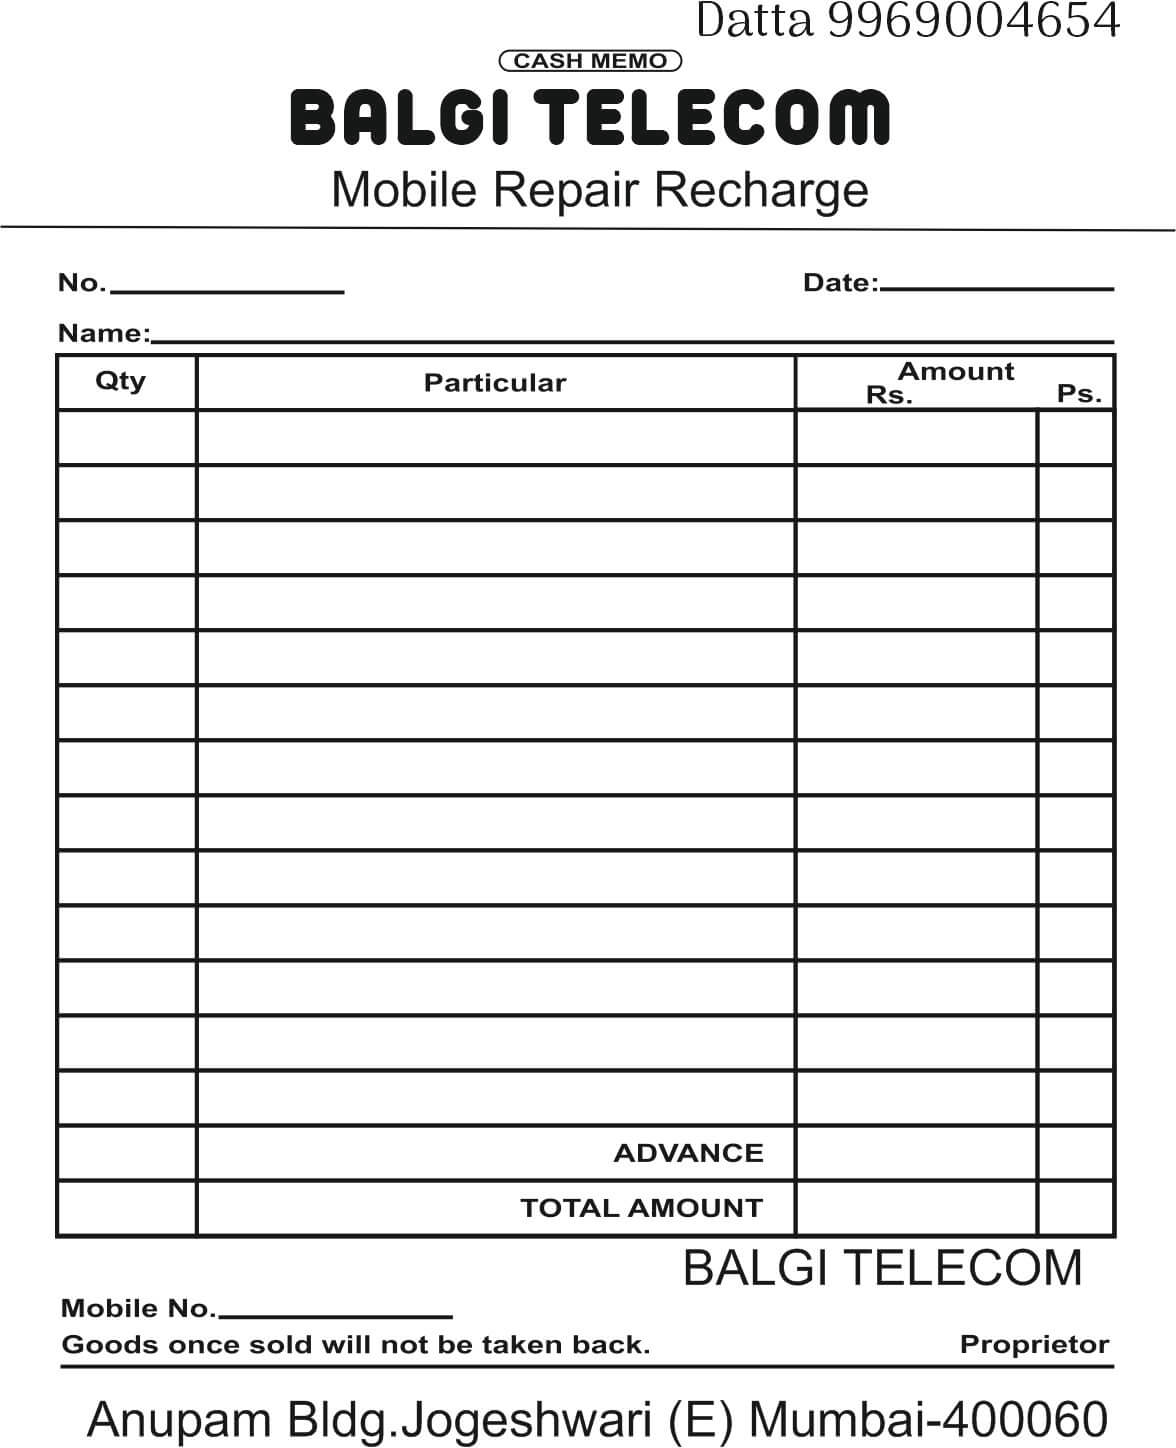 Datta 9969004654
CASH MEMO
BALGI TELECOM
Mobile Repair Recharge
No. Date:
Name:
Qty Particular Amount
Rs. Ps.
ADVANCE
TOTAL AMOUNT
BALGI TELECOM
Mobile No.
Goods once sold will not be taken back. Proprietor
Anupam Bldg.Jogeshwari (E) Mumbai-400060